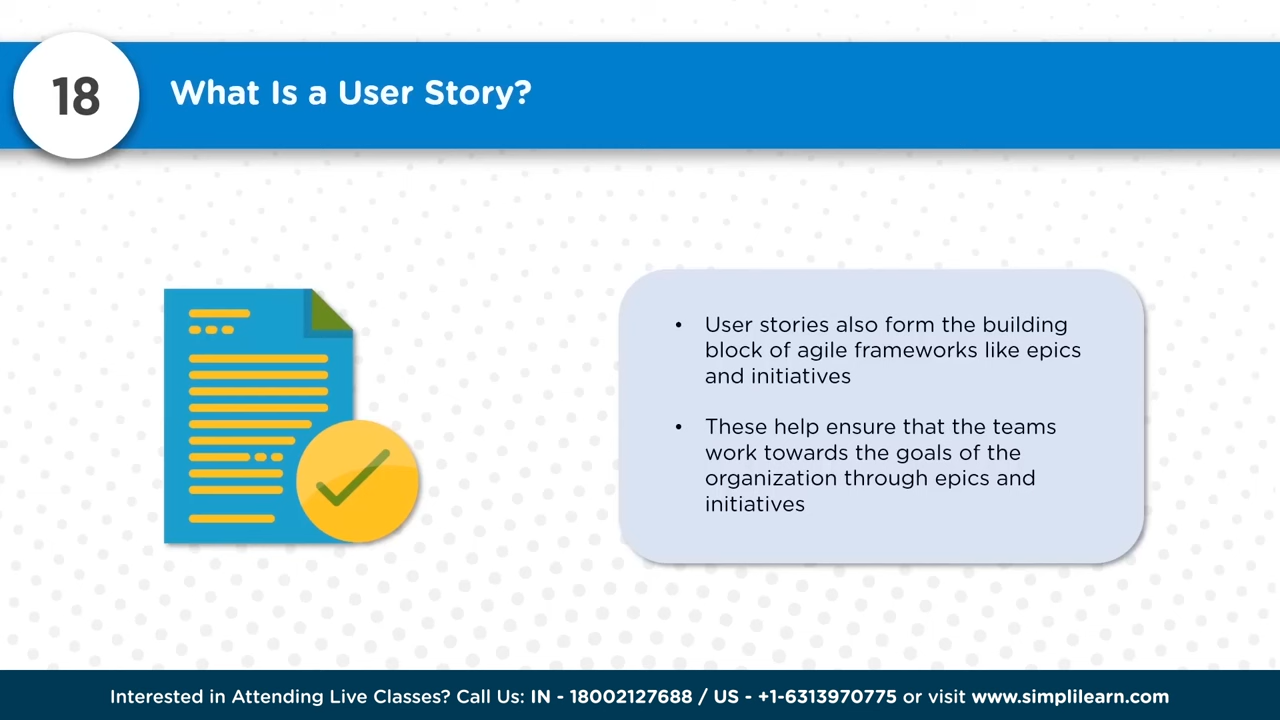 18
What Is a User Story?
• User stories also form the building
block of agile frameworks like epics
and initiatives
• These help ensure that the teams
work towards the goals of the
organization through epics and
initiatives
Interested in Attending Live Classes? Call Us: IN - 18002127688 / US - +1-6313970775 or visit www.simplilearn.com